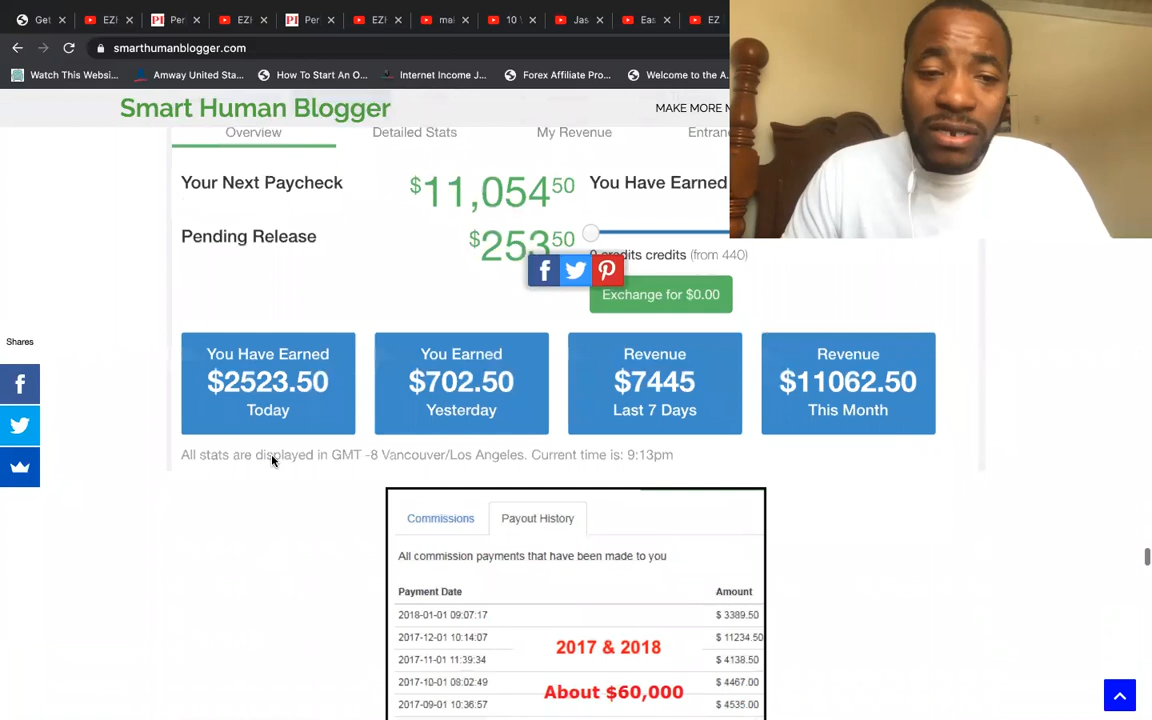 Get
EZI
Per
EZI
Per
EZI
mai
10
Jas
Eas
EZ
smarthumanblogger.com
Watch This Websi...
Amway United Sta...
How To Start An O...
Internet Income J...
Forex Affiliate Pro...
Welcome to the A.
Smart Human Blogger
MAKE MORE M
Overview
Detailed Stats
My Revenue
Entran
Your Next Paycheck
$11,054.50
You Have Earned
Pending Release
$253.50
0 credits credits (from 440)
Exchange for $0.00
Shares
You Have Earned
$2523.50
Today
You Earned
$702.50
Yesterday
Revenue
$7445
Last 7 Days
Revenue
$11062.50
This Month
All stats are displayed in GMT -8 Vancouver/Los Angeles. Current time is: 9:13pm
Commissions
Payout History
All commission payments that have been made to you
Payment Date
Amount
2018-01-01 09:07:17
$ 3389.50
2017-12-01 10:14:07
$ 11234.50
2017 & 2018
2017-11-01 11:39:34
$ 4138.50
2017-10-01 08:02:49
$ 4467.00
About $60,000
2017-09-01 10:36:57
$ 4535.00